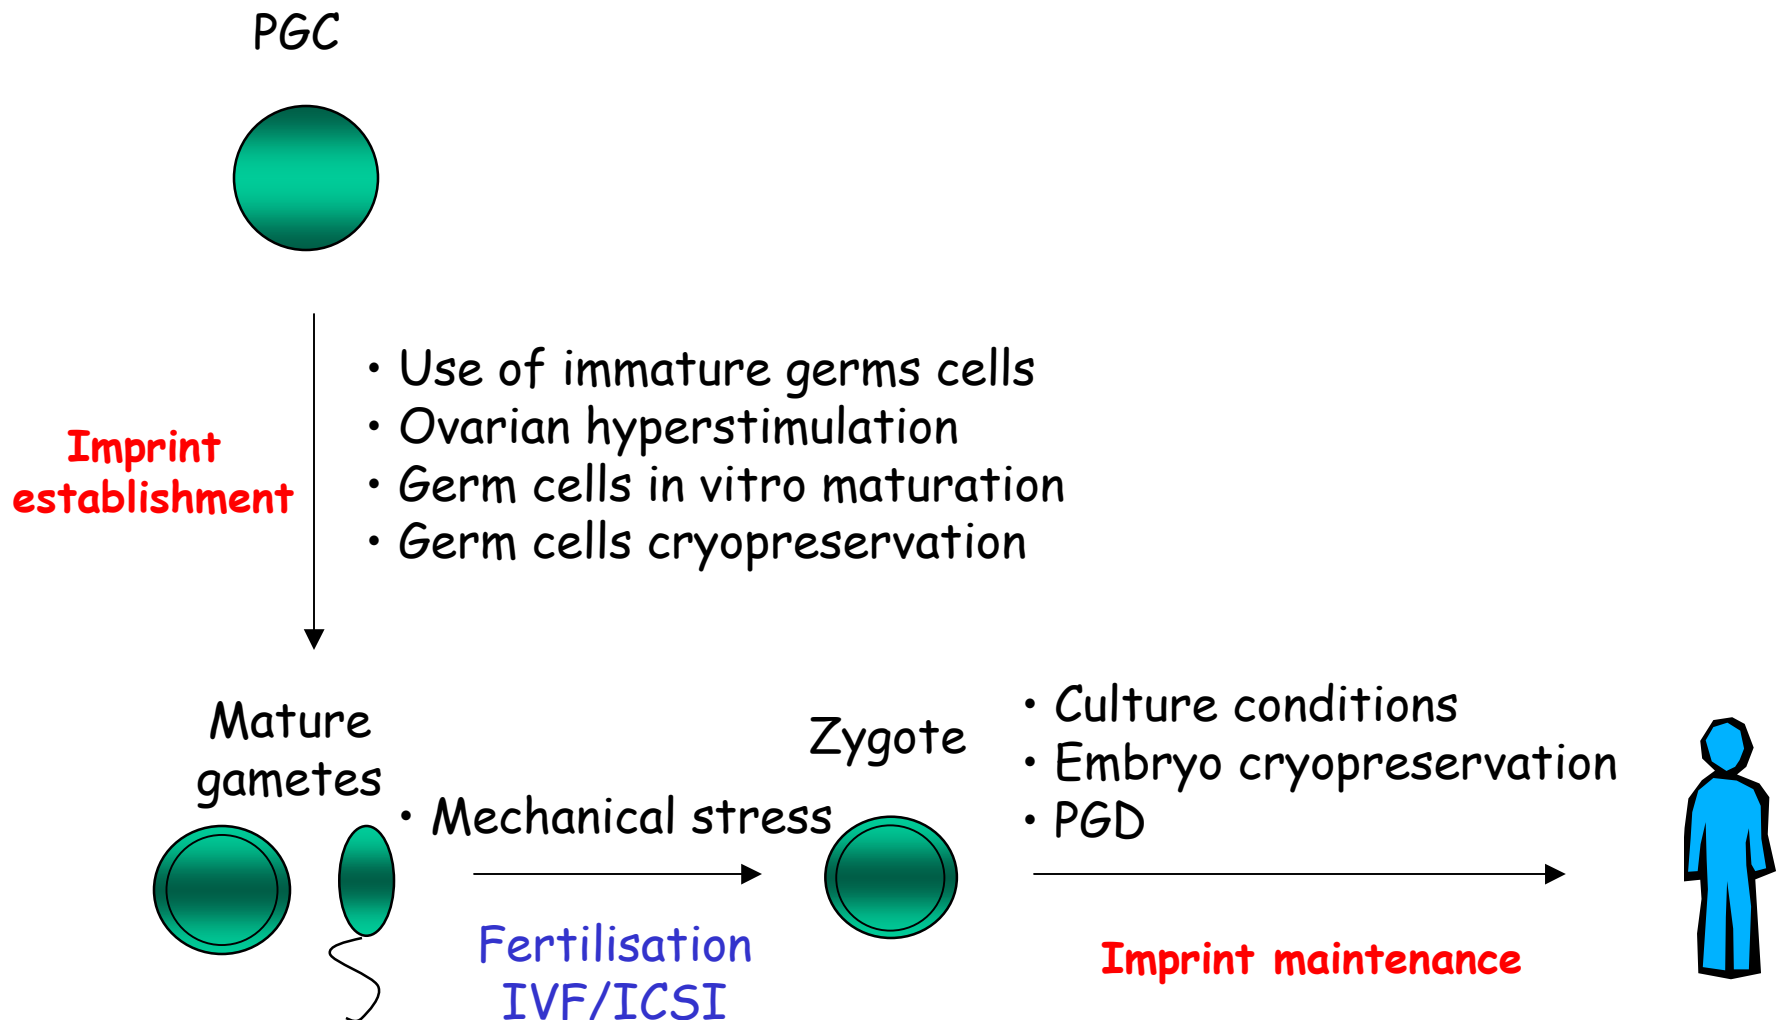 PGC
• Use of immature germs cells
• Ovarian hyperstimulation
• Germ cells in vitro maturation
• Germ cells cryopreservation
Imprint
establishment
Mature
gametes
• Mechanical stress
Zygote
• Culture conditions
• Embryo cryopreservation
• PGD
Fertilisation
IVF/ICSI
Imprint maintenance